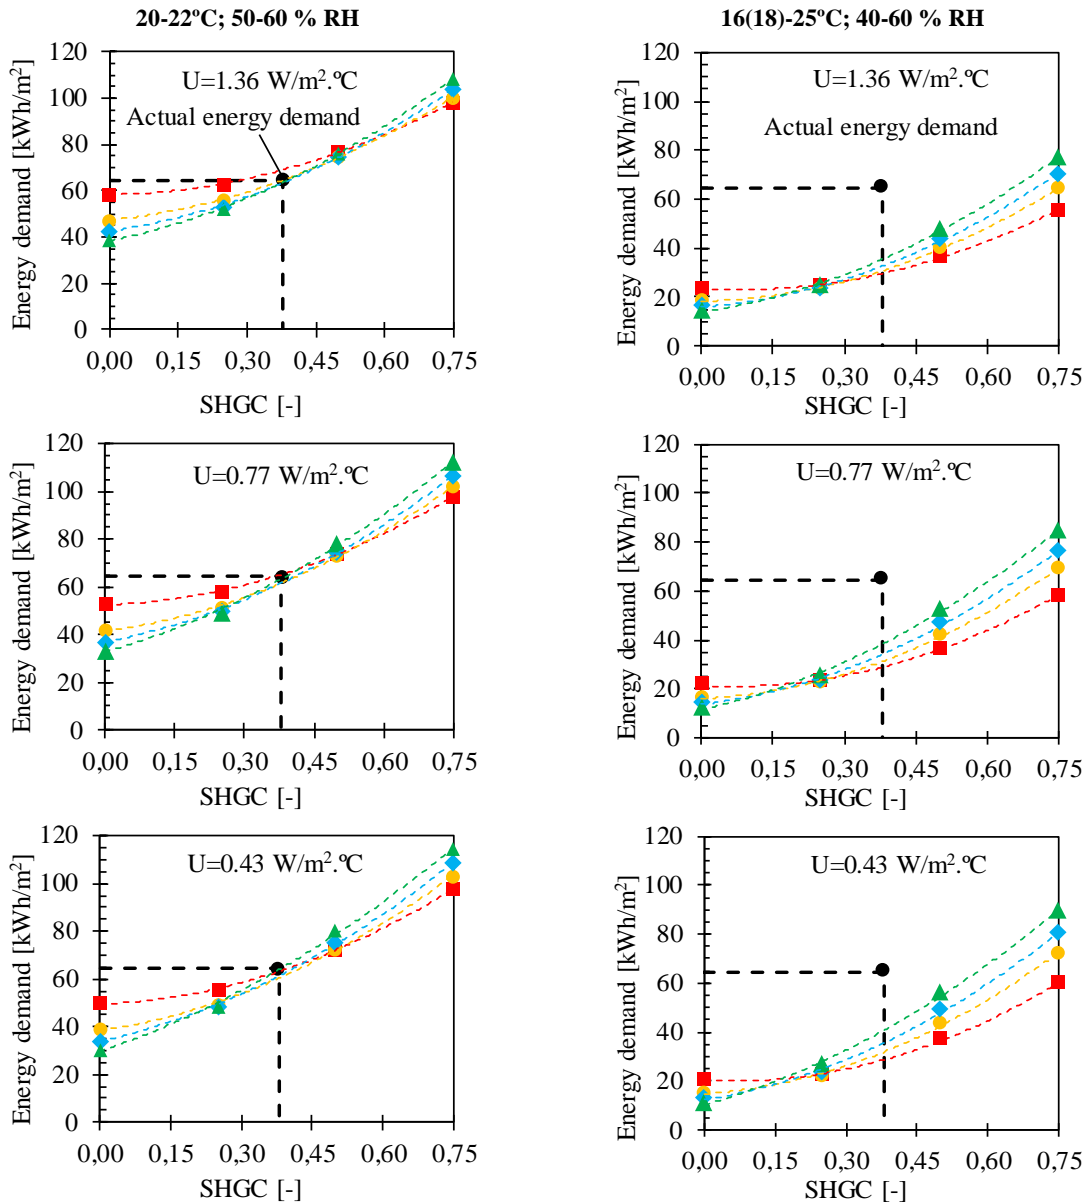 20-22ºC; 50-60 % RH
120
100
80
60
40
20
0
Energy demand [kWh/m²]
U=1.36 W/m².ºC
Actual energy demand
0,00 0,15 0,30 0,45 0,60 0,75
SHGC [-]
16(18)-25ºC; 40-60 % RH
120
100
80
60
40
20
0
Energy demand [kWh/m²]
U=1.36 W/m².ºC
Actual energy demand
0,00 0,15 0,30 0,45 0,60 0,75
SHGC [-]
120
100
80
60
40
20
0
Energy demand [kWh/m²]
U=0.77 W/m².ºC
0,00 0,15 0,30 0,45 0,60 0,75
SHGC [-]
120
100
80
60
40
20
0
Energy demand [kWh/m²]
U=0.77 W/m².ºC
0,00 0,15 0,30 0,45 0,60 0,75
SHGC [-]
120
100
80
60
40
20
0
Energy demand [kWh/m²]
U=0.43 W/m².ºC
0,00 0,15 0,30 0,45 0,60 0,75
SHGC [-]
120
100
80
60
40
20
0
Energy demand [kWh/m²]
U=0.43 W/m².ºC
0,00 0,15 0,30 0,45 0,60 0,75
SHGC [-]